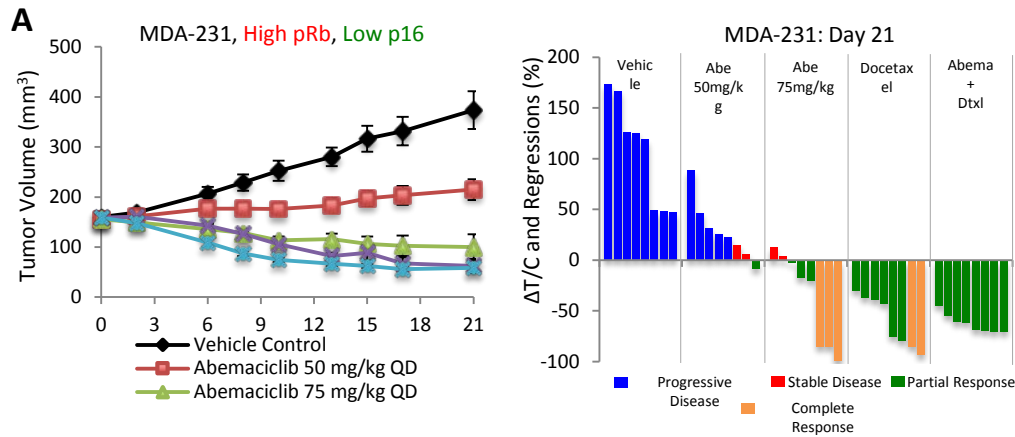 A
MDA-231, High pRb, Low p16
Tumor Volume (mm³)
500
400
300
200
100
0
0 3 6 9 12 15 18 21
Vehicle Control
Abemaciclib 50 mg/kg QD
Abemaciclib 75 mg/kg QD
MDA-231: Day 21
ΔT/C and Regressions (%)
200
150
100
50
0
-50
-100
Vehic
le
Abe
50mg/k
g
Abe
75mg/kg
Docetax
el
Abema
+
Dtxl
Progressive
Disease
Stable Disease
Partial Response
Complete
Response